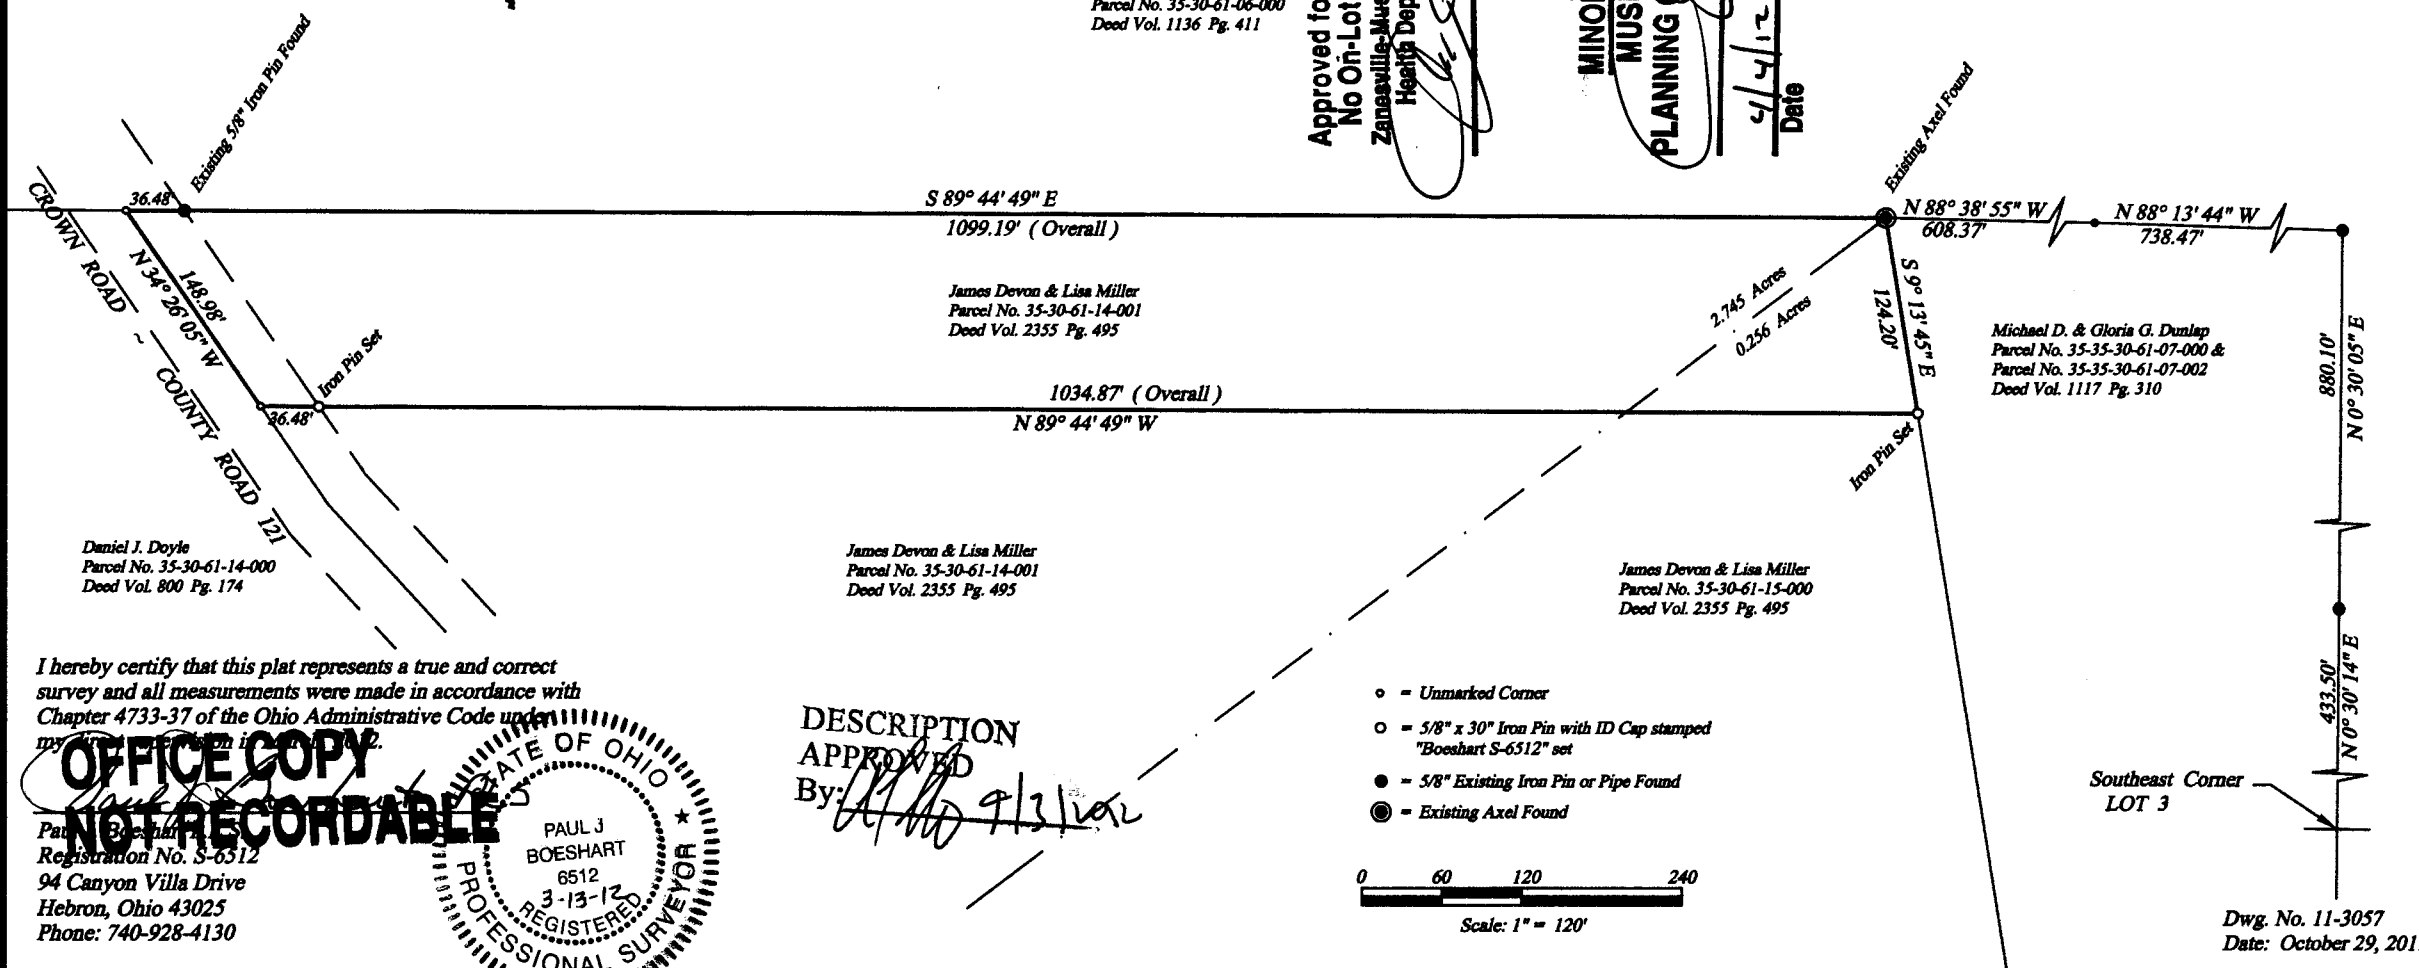 Parcel No. 35-30-61-06-000
Deed Vol. 1136 Pg. 411
Approved fo
No On-Lot
Zanesville-Mus
Health Dep
MINO
MUS
PLANNING
4/4/12
Date
Existing 5/8" Iron Pin Found
Existing Axel Found
36.48'
S 89° 44' 49" E
1099.19' ( Overall )
N 88° 38' 55" W
608.37'
N 88° 13' 44" W
738.47'
CROWN ROAD ~ COUNTY ROAD 121
148.98'
N 34° 26' 05" W
James Devon & Lisa Miller
Parcel No. 35-30-61-14-001
Deed Vol. 2355 Pg. 495
2.745 Acres
0.256 Acres
S 9° 13' 45" E
124.20'
Michael D. & Gloria G. Dunlap
Parcel No. 35-35-30-61-07-000 &
Parcel No. 35-35-30-61-07-002
Deed Vol. 1117 Pg. 310
880.10'
N 0° 30' 05" E
Iron Pin Set
36.48'
1034.87' ( Overall )
N 89° 44' 49" W
Iron Pin Set
Daniel J. Doyle
Parcel No. 35-30-61-14-000
Deed Vol. 800 Pg. 174
James Devon & Lisa Miller
Parcel No. 35-30-61-14-001
Deed Vol. 2355 Pg. 495
James Devon & Lisa Miller
Parcel No. 35-30-61-15-000
Deed Vol. 2355 Pg. 495
433.50'
N 0° 30' 14" E
I hereby certify that this plat represents a true and correct
survey and all measurements were made in accordance with
Chapter 4733-37 of the Ohio Administrative Code under
my
OFFICE COPY
NOT RECORDABLE
Boeshart
Registration No. S-6512
94 Canyon Villa Drive
Hebron, Ohio 43025
Phone: 740-928-4130
STATE OF OHIO
PAUL J
BOESHART
6512
3-13-12
REGISTERED
PROFESSIONAL SURVEYOR
DESCRIPTION
APPROVED
By:
= Unmarked Corner
= 5/8" x 30" Iron Pin with ID Cap stamped
"Boeshart S-6512" set
= 5/8" Existing Iron Pin or Pipe Found
= Existing Axel Found
0 60 120 240
Scale: 1" = 120'
Southeast Corner
LOT 3
Dwg. No. 11-3057
Date: October 29, 201